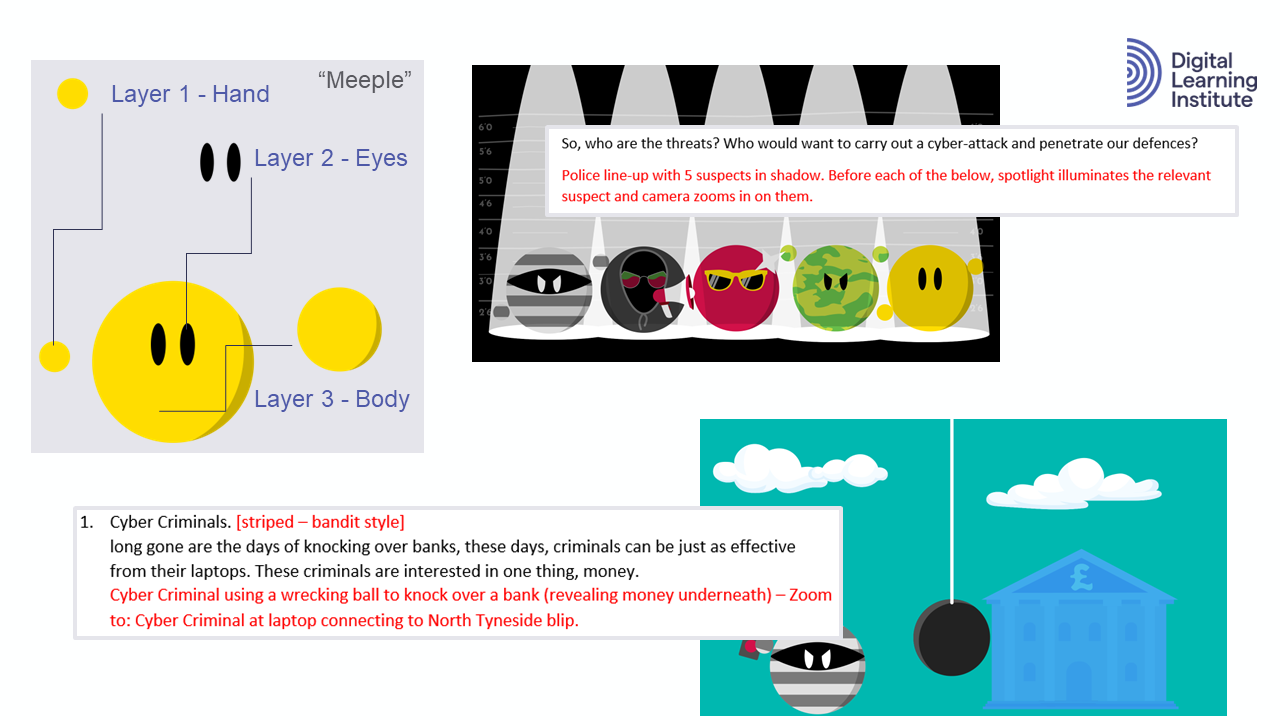 “Meeple”
Layer 1 - Hand
Layer 2 - Eyes
Layer 3 - Body
Digital
Learning
Institute
So, who are the threats? Who would want to carry out a cyber-attack and penetrate our defences?
Police line-up with 5 suspects in shadow. Before each of the below, spotlight illuminates the relevant
suspect and camera zooms in on them.
6'0
5'6
5'0
4'6
4'0
3'6
3'0
2'6
1. Cyber Criminals. [striped – bandit style]
long gone are the days of knocking over banks, these days, criminals can be just as effective
from their laptops. These criminals are interested in one thing, money.
Cyber Criminal using a wrecking ball to knock over a bank (revealing money underneath) – Zoom
to: Cyber Criminal at laptop connecting to North Tyneside blip.
£